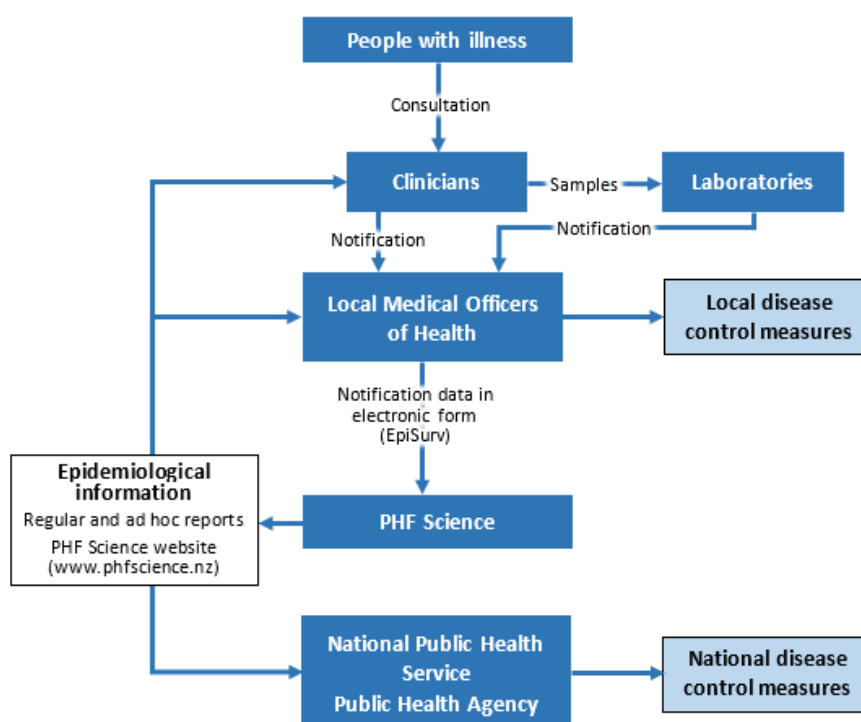 People with illness
Consultation
Clinicians
Samples
Laboratories
Notification
Notification
Local Medical Officers
of Health
Local disease
control measures
Notification data in
electronic form
(EpiSurv)
Epidemiological
information
Regular and ad hoc reports
PHF Science website
(www.phfscience.nz)
PHF Science
National Public Health
Service
Public Health Agency
National disease
control measures